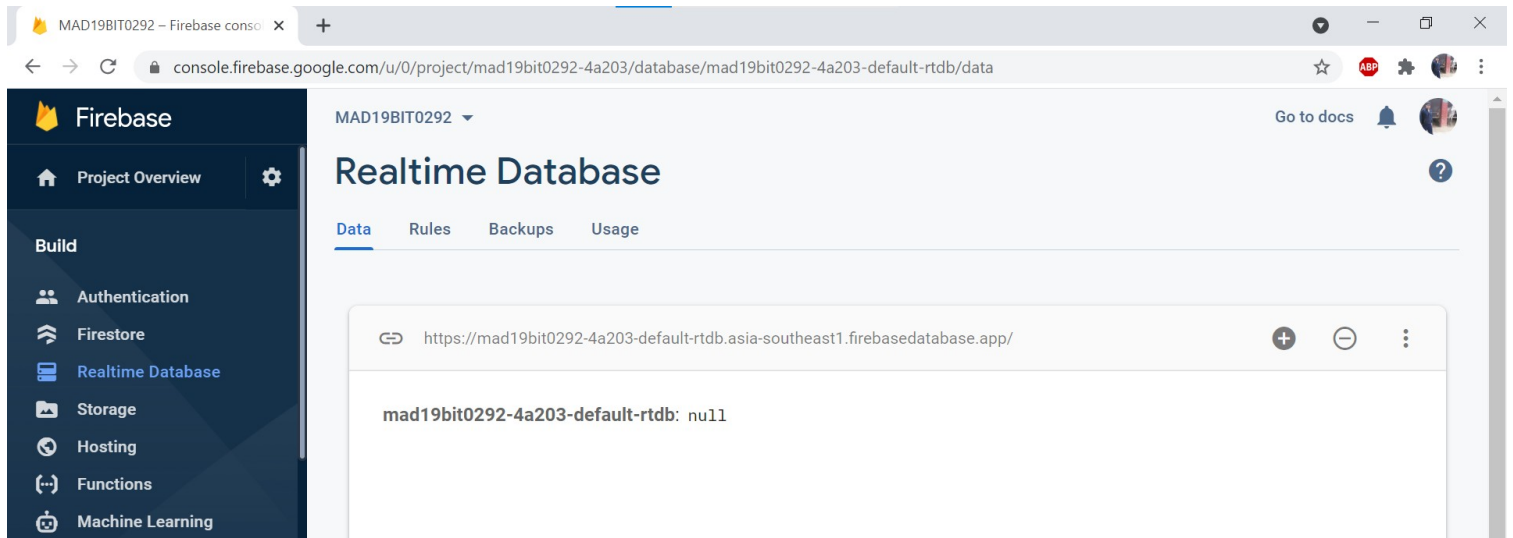 MAD19BIT0292 – Firebase conso
console.firebase.google.com/u/0/project/mad19bit0292-4a203/database/mad19bit0292-4a203-default-rtdb/data
ABP
Firebase
MAD19BIT0292
Go to docs
Project Overview
Realtime Database
?
Data Rules Backups Usage
Build
Authentication
Firestore
Realtime Database
Storage
Hosting
Functions
Machine Learning
https://mad19bit0292-4a203-default-rtdb.asia-southeast1.firebasedatabase.app/
mad19bit0292-4a203-default-rtdb: null